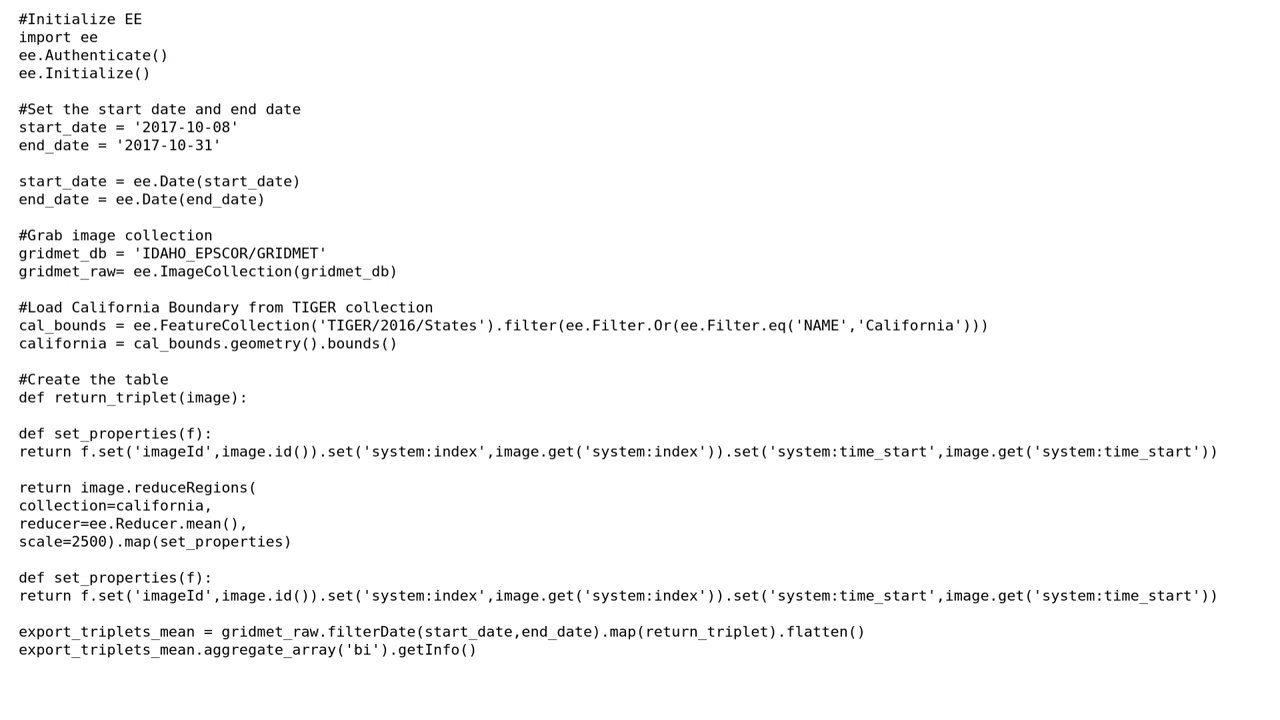 #Initialize EE
import ee
ee.Authenticate()
ee.Initialize()
#Set the start date and end date
start_date = '2017-10-08'
end_date = '2017-10-31'
start_date = ee.Date(start_date)
end_date = ee.Date(end_date)
#Grab image collection
gridmet_db = 'IDAHO_EPSCOR/GRIDMET'
gridmet_raw= ee.ImageCollection(gridmet_db)
#Load California Boundary from TIGER collection
cal_bounds = ee.FeatureCollection('TIGER/2016/States').filter(ee.Filter.Or(ee.Filter.eq('NAME','California')))
california = cal_bounds.geometry().bounds()
#Create the table
def return_triplet(image):
def set_properties(f):
return f.set('imageId',image.id()).set('system:index',image.get('system:index')).set('system:time_start',image.get('system:time_start'))
return image.reduceRegions(
collection=california,
reducer=ee.Reducer.mean(),
scale=2500).map(set_properties)
def set_properties(f):
return f.set('imageId',image.id()).set('system:index',image.get('system:index')).set('system:time_start',image.get('system:time_start'))
export_triplets_mean = gridmet_raw.filterDate(start_date,end_date).map(return_triplet).flatten()
export_triplets_mean.aggregate_array('bi').getInfo()